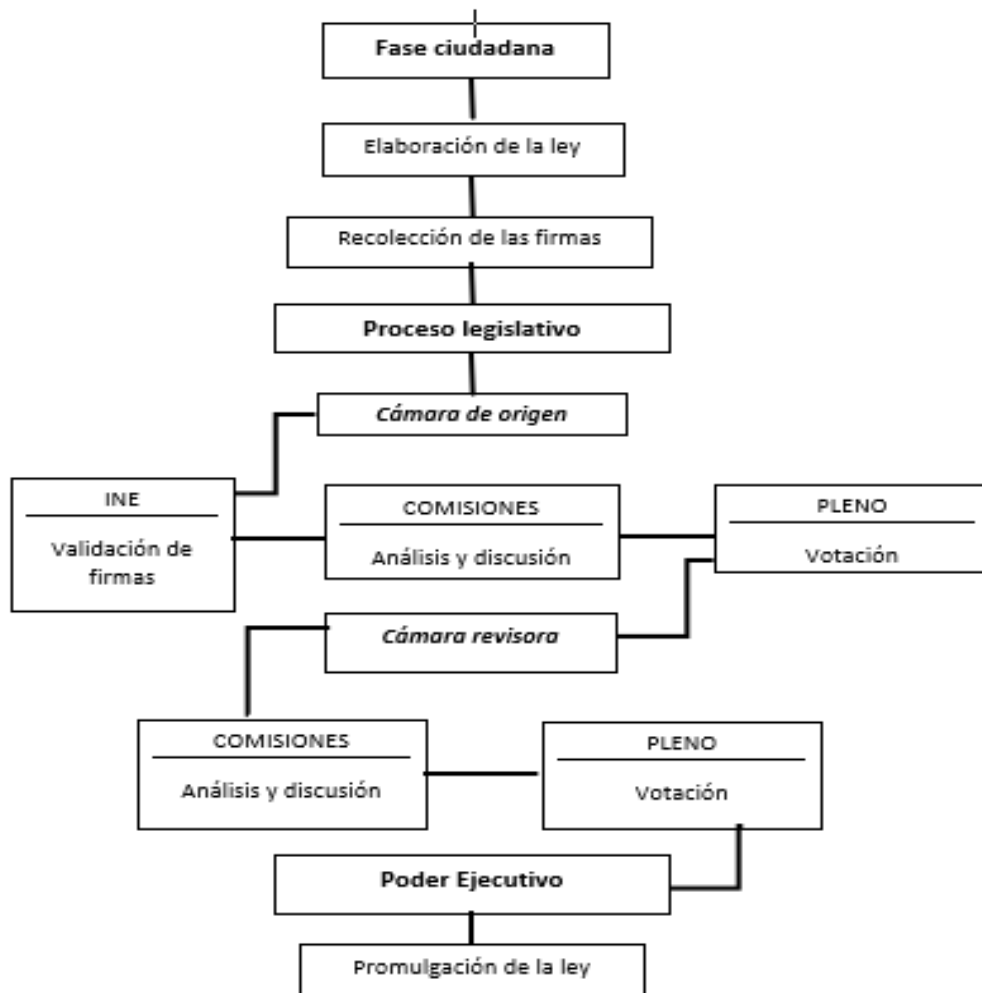 Fase ciudadana
Elaboración de la ley
Recolección de las firmas
Proceso legislativo
Cámara de origen
INE
Validación de
firmas
COMISIONES
Análisis y discusión
PLENO
Votación
Cámara revisora
COMISIONES
Análisis y discusión
PLENO
Votación
Poder Ejecutivo
Promulgación de la ley